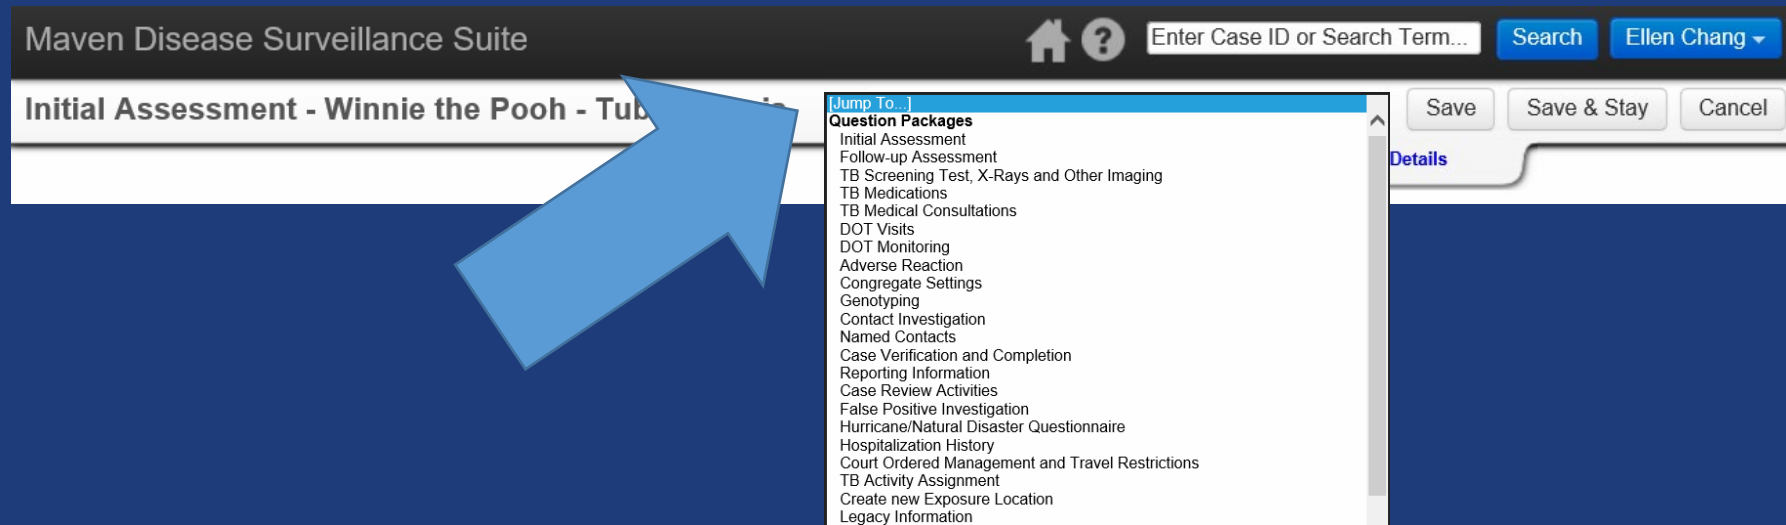 Maven Disease Surveillance Suite
Enter Case ID or Search Term...
Search
Ellen Chang
Initial Assessment - Winnie the Pooh -
[Jump To...]
Save
Save & Stay
Cancel
Details
Question Packages
Initial Assessment
Follow-up Assessment
TB Screening Test, X-Rays and Other Imaging
TB Medications
TB Medical Consultations
DOT Visits
DOT Monitoring
Adverse Reaction
Congregate Settings
Genotyping
Contact Investigation
Named Contacts
Case Verification and Completion
Reporting Information
Case Review Activities
False Positive Investigation
Hurricane/Natural Disaster Questionnaire
Hospitalization History
Court Ordered Management and Travel Restrictions
TB Activity Assignment
Create new Exposure Location
Legacy Information